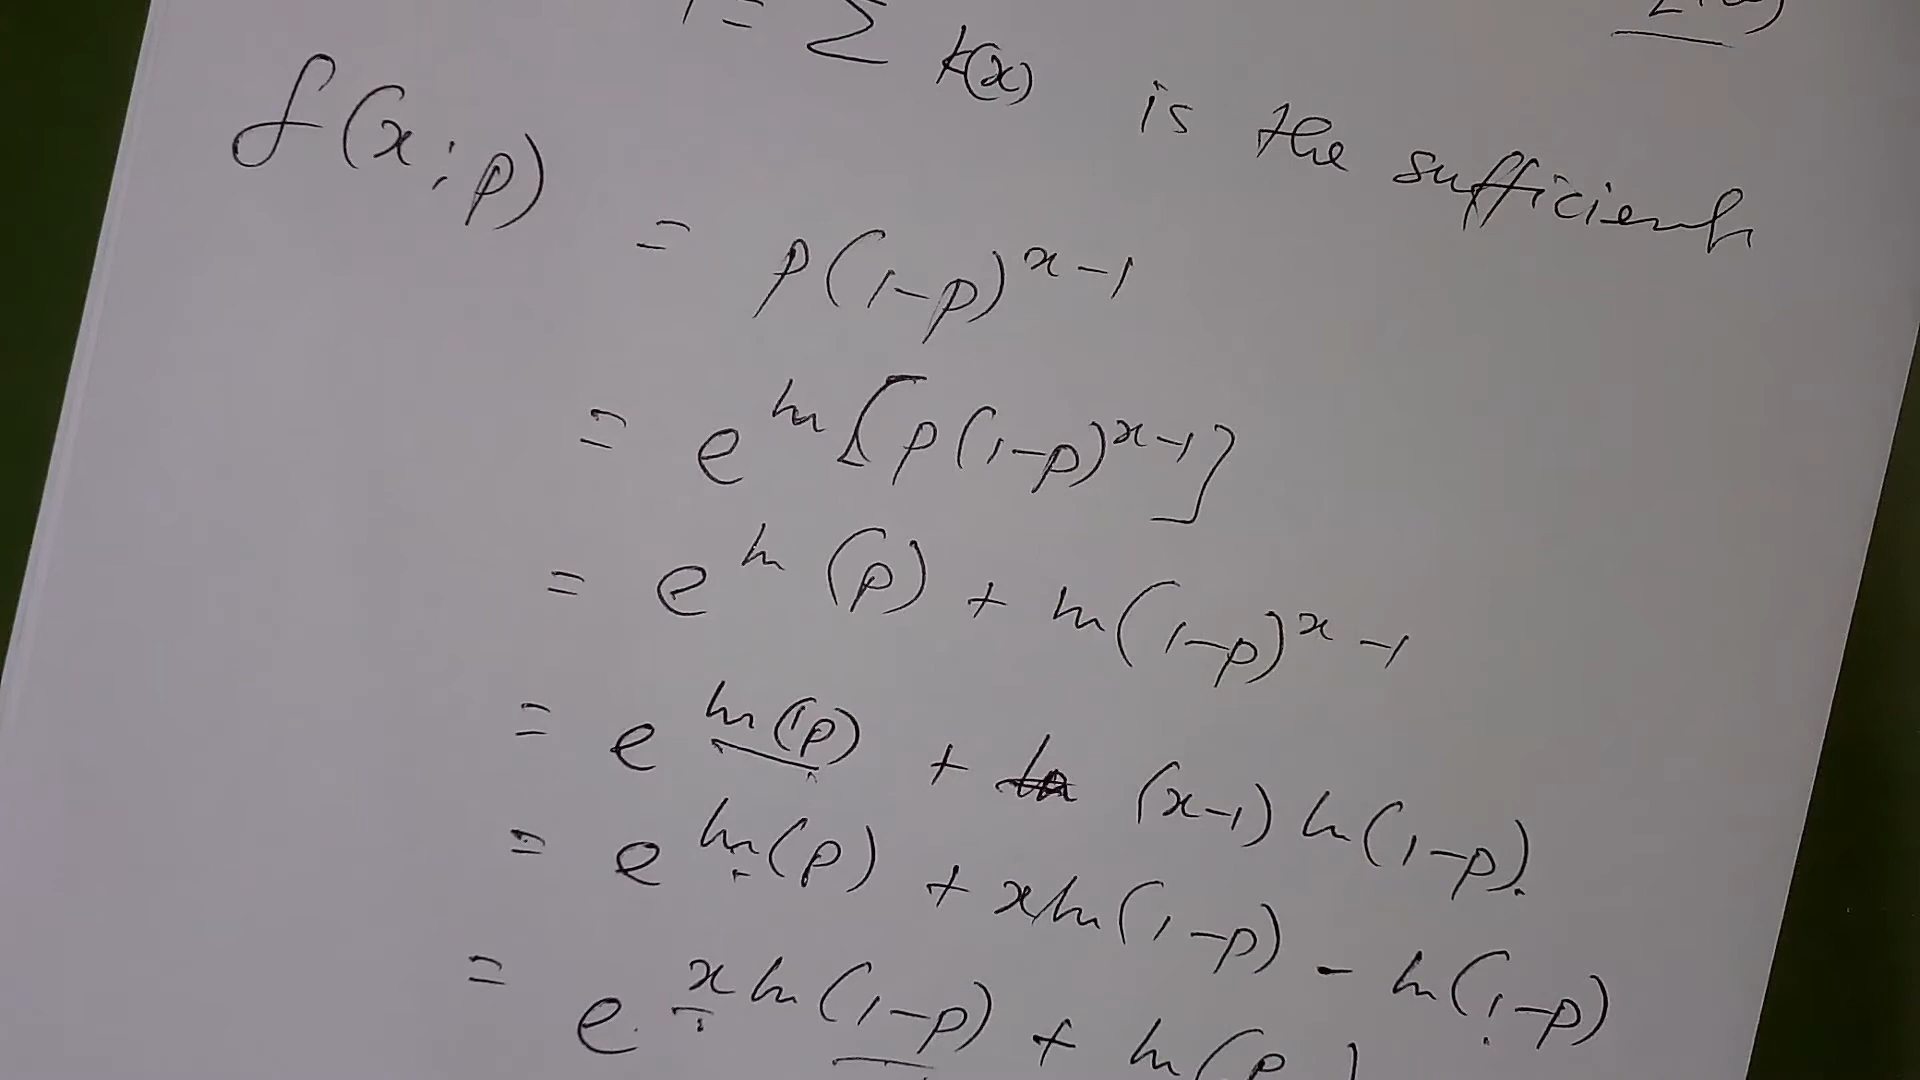 = Σ k(x) is the sufficient
f(x; p)
= p(1-p)^{x-1}
= e^{ln [p(1-p)^{x-1}]}
= e^{ln (p) + ln(1-p)^{x-1}}
= e^{ln(p) + (x-1) ln(1-p).}
= e^{ln(p) + x ln(1-p) - ln(1-p)}
= e^{x ln(1-p) + ln(p)}